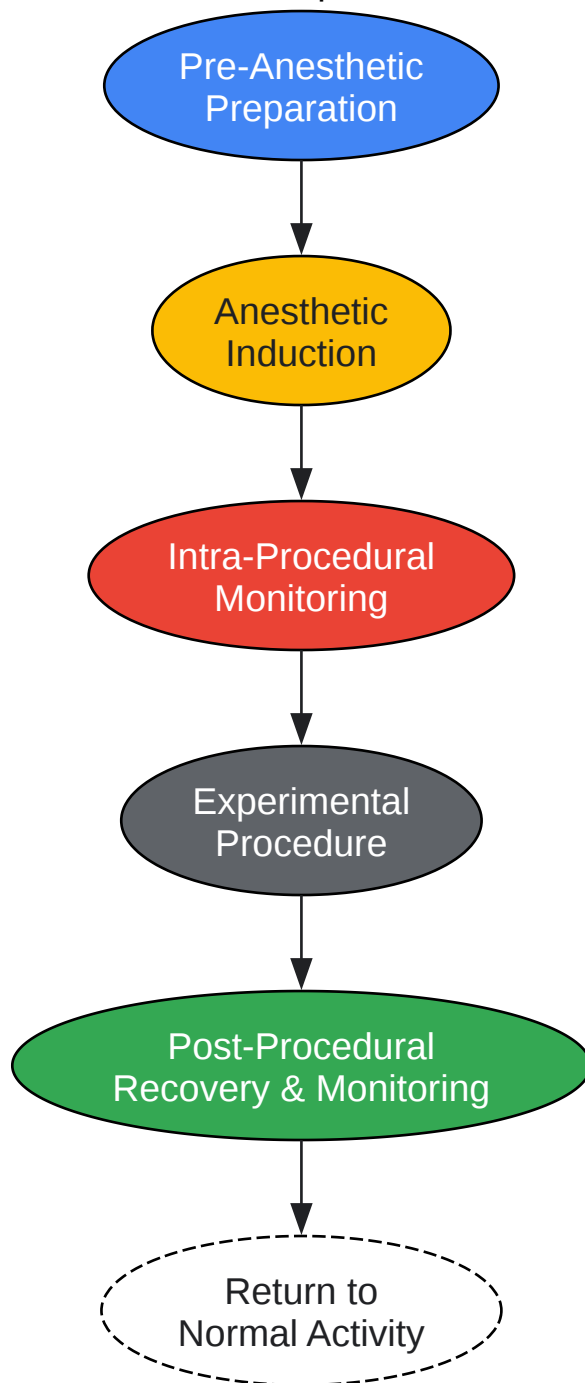 Pre-Anesthetic
Preparation
Anesthetic
Induction
Intra-Procedural
Monitoring
Experimental
Procedure
Post-Procedural
Recovery & Monitoring
Return to
Normal Activity